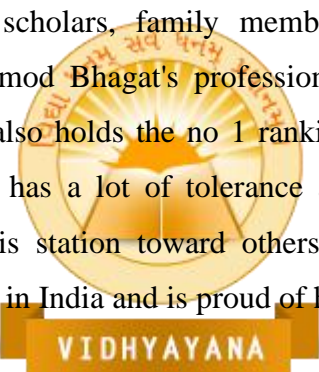 scholars, family memb
mod Bhagat's profession
also holds the no 1 ranki
has a lot of tolerance
is station toward others
in India and is proud of h
VIDHYAYANA